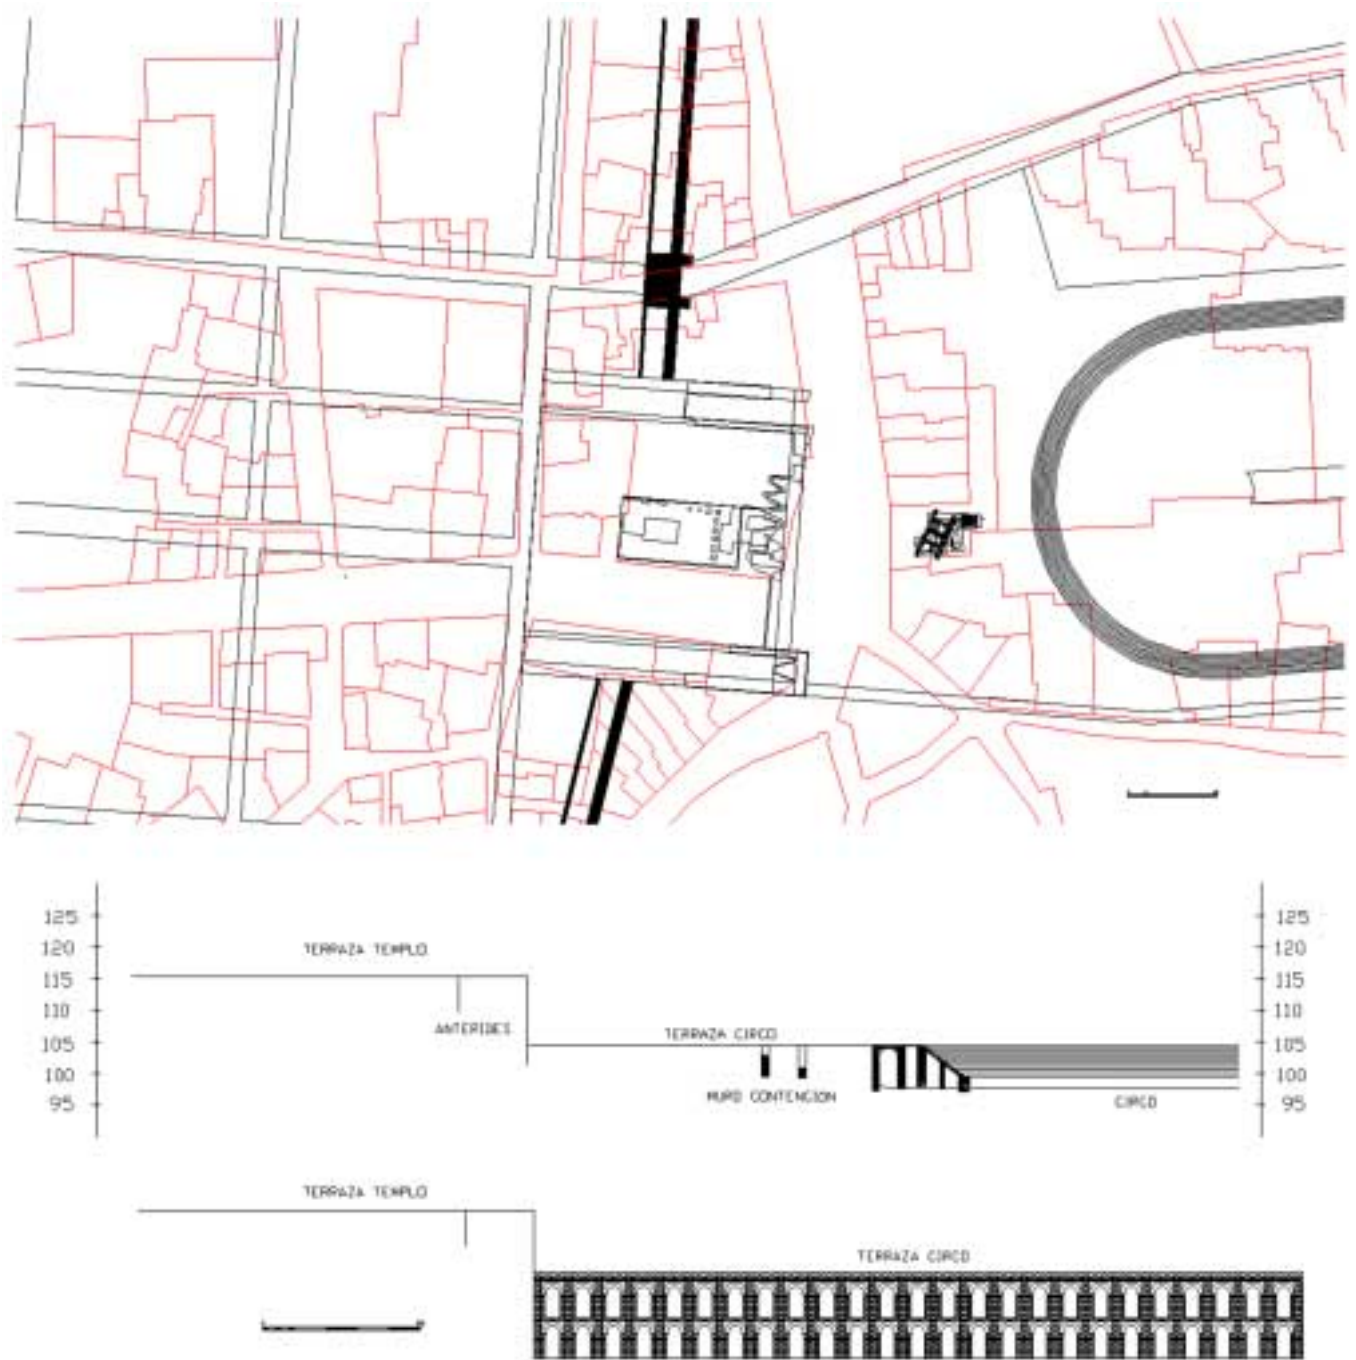 125 125
TERRAZA TEMPLO
120 120
115 115
110 110
ANTERIDES
TERRAZA CIRCO
105 105
100 100
MURO CONTENCION
CIRCO
95 95
TERRAZA TEMPLO
TERRAZA CIRCO